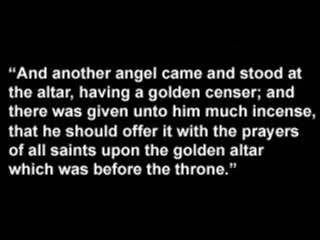 “And another angel came and stood at
the altar, having a golden censer; and
there was given unto him much incense,
that he should offer it with the prayers
of all saints upon the golden altar
which was before the throne.”